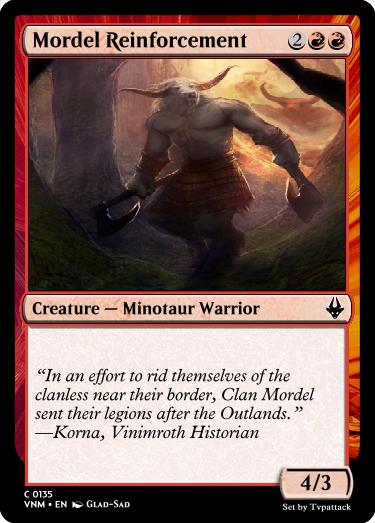 Mordel Reinforcement 2
Creature — Minotaur Warrior
“In an effort to rid themselves of the
clanless near their border, Clan Mordel
sent their legions after the Outlands.”
—Korna, Vinimroth Historian
4/3
C 0135
VNM • EN Glad-Sad
Set by Tvpattack